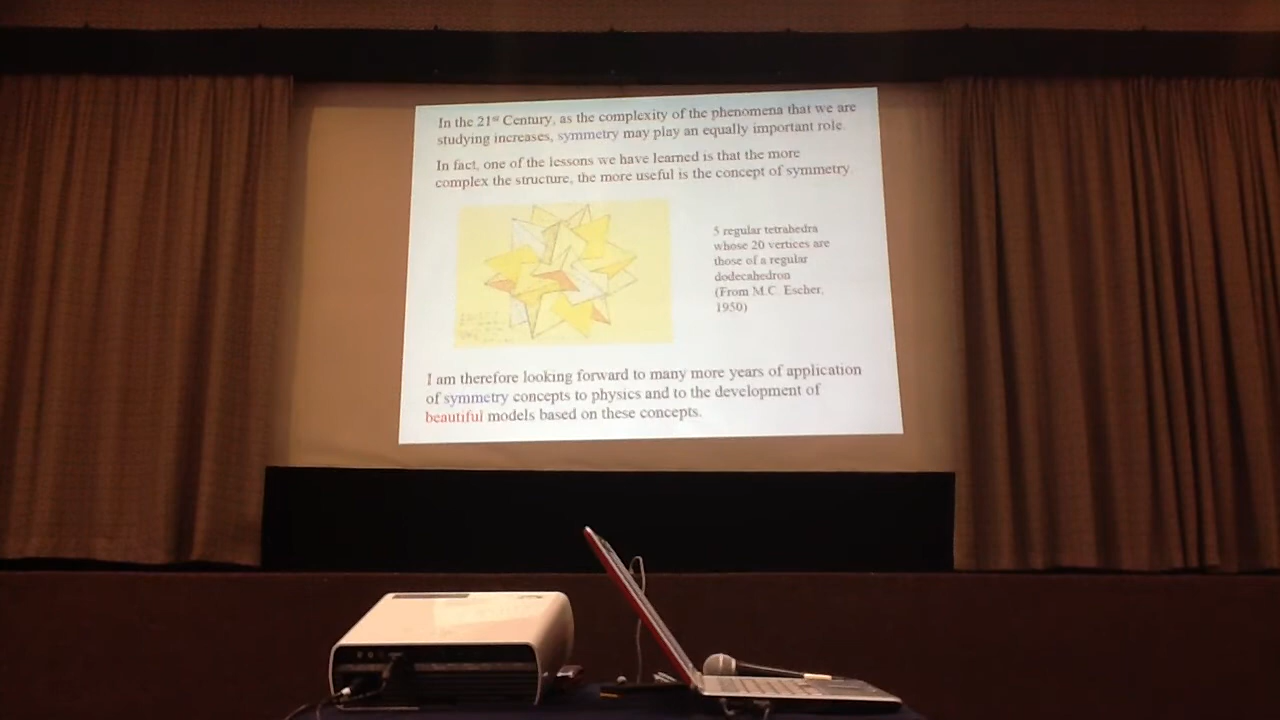 In the 21st Century, as the complexity of the phenomena that we are
studying increases, symmetry may play an equally important role.
In fact, one of the lessons we have learned is that the more
complex the structure, the more useful is the concept of symmetry.
5 regular tetrahedra
whose 20 vertices are
those of a regular
dodecahedron
(From M.C. Escher,
1950)
I am therefore looking forward to many more years of application
of symmetry concepts to physics and to the development of
beautiful models based on these concepts.